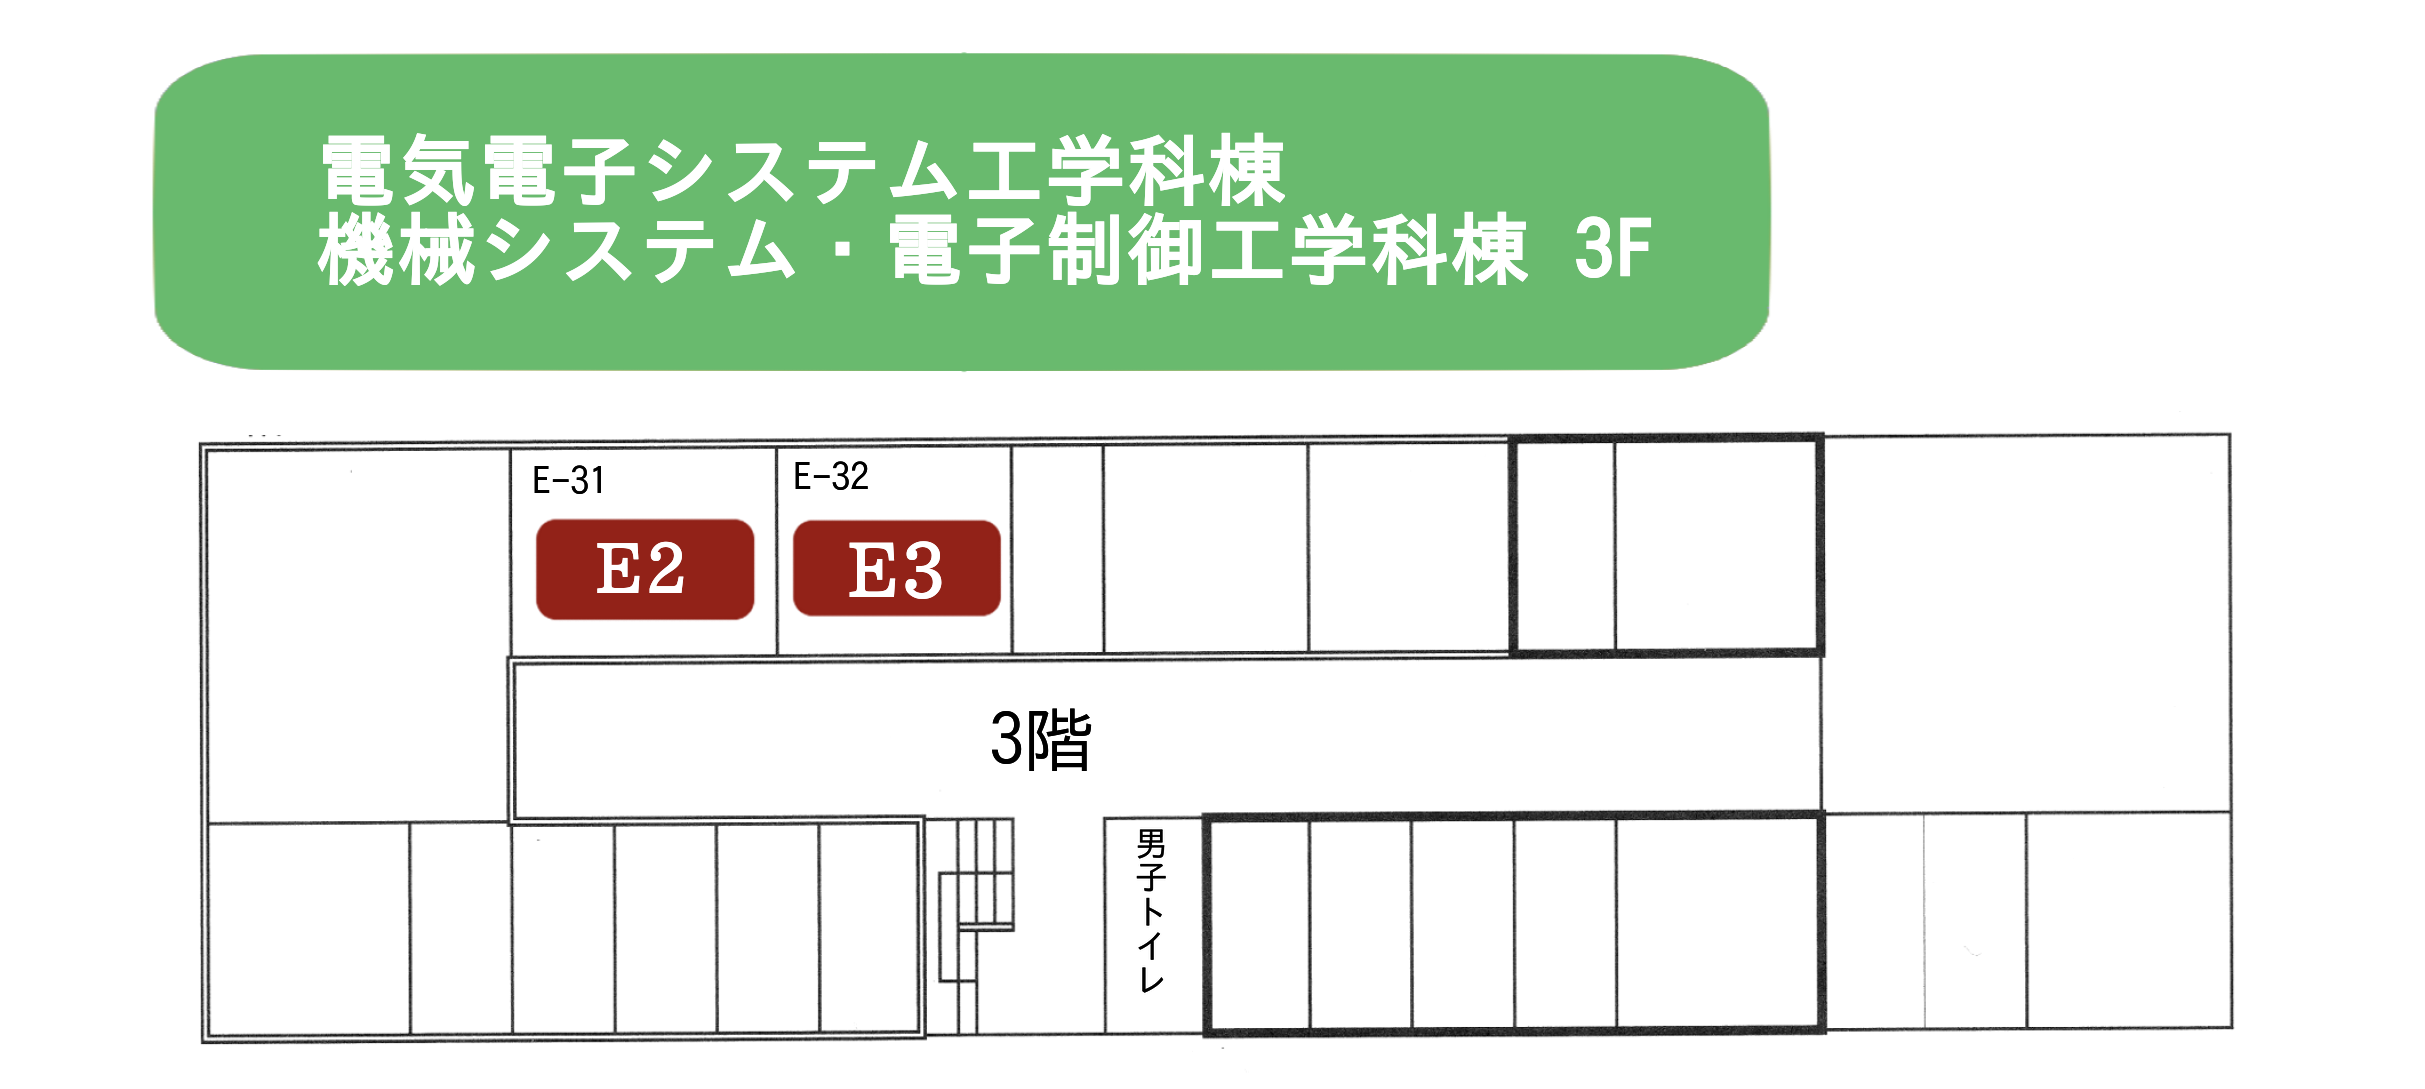 電気電子システム工学科棟
機械システム・電子制御工学科棟 3F
E-31
E-32
E2
E3
3階
男子トイレ